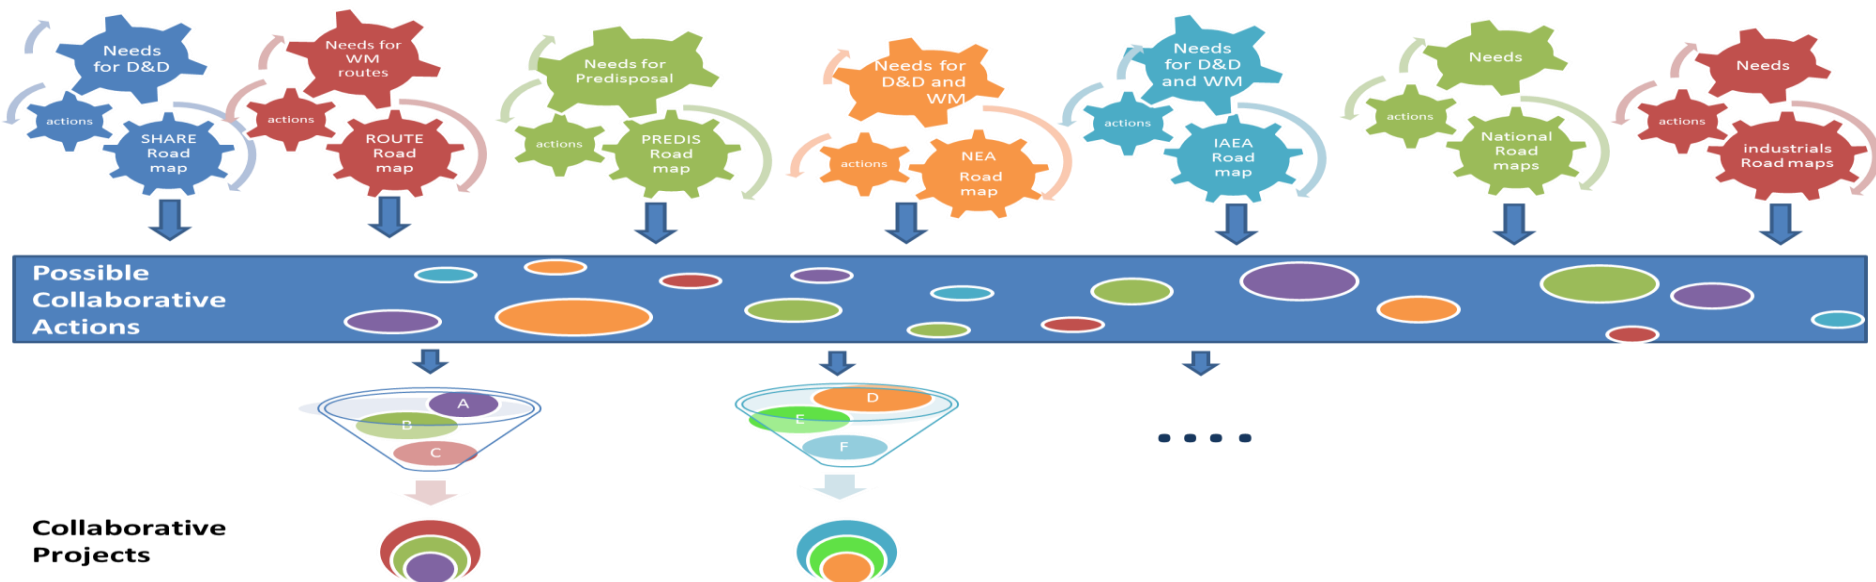 Needs
for D&D
actions
SHARE
Road
map
Needs for
WM
routes
actions
ROUTE
Road
map
Needs for
Predisposal
actions
PREDIS
Road
map
Needs for
D&D and
WM
actions
NEA
Road
map
Needs
for D&D
and WM
actions
IAEA
Road
map
Needs
actions
National
Road
maps
Needs
actions
industrials
Road maps
Possible
Collaborative
Actions
A
B
C
D
E
F
Collaborative
Projects